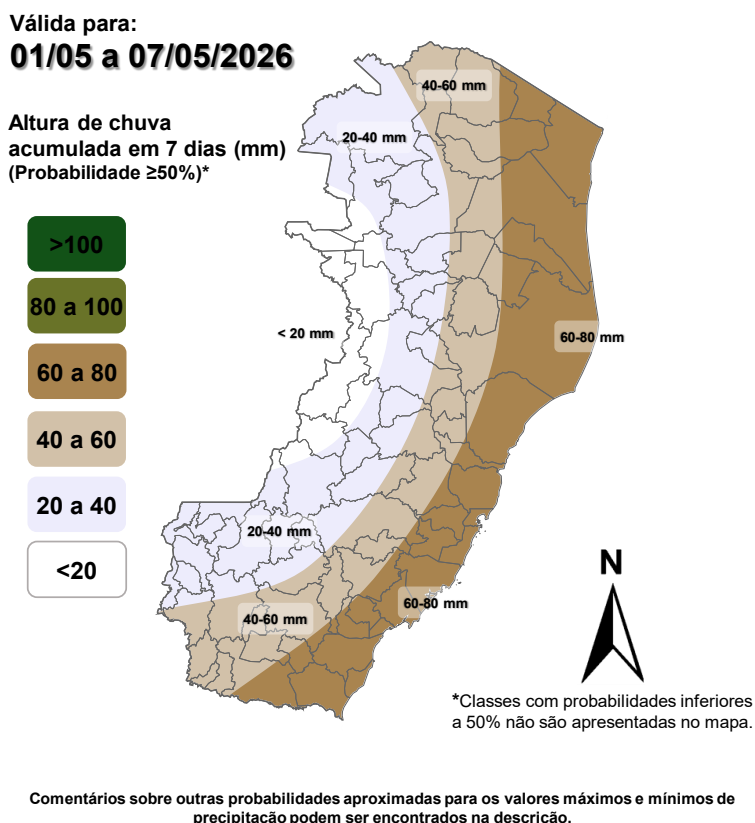 Válida para:
01/05 a 07/05/2026
Altura de chuva
acumulada em 7 dias (mm)
(Probabilidade ≥50%)*
>100
80 a 100
60 a 80
40 a 60
20 a 40
<20
40-60 mm
20-40 mm
< 20 mm
60-80 mm
20-40 mm
60-80 mm
40-60 mm
N
*Classes com probabilidades inferiores
a 50% não são apresentadas no mapa.
Comentários sobre outras probabilidades aproximadas para os valores máximos e mínimos de
precipitação podem ser encontrados na descrição.